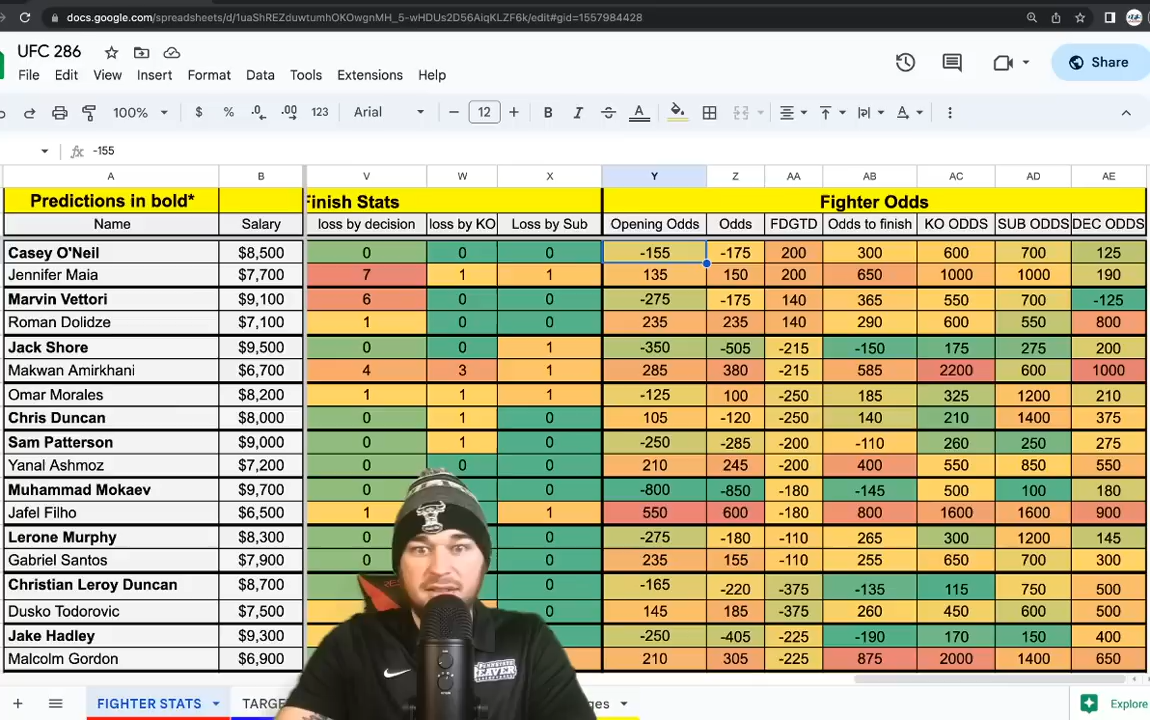 docs.google.com/spreadsheets/d/1uaShREZduwtumhOKOwgnMH_5-wHDUs2D56AiqKLZF6k/edit#gid=1557984428
UFC 286
File Edit View Insert Format Data Tools Extensions Help
Share
100% $ % .0 .00 123 Arial 12 B I A A
fx -155
A B V W X Y Z AA AB AC AD AE
Predictions in bold* Finish Stats Fighter Odds
Name Salary loss by decision loss by KO Loss by Sub Opening Odds Odds FDGTD Odds to finish KO ODDS SUB ODDS DEC ODDS
Casey O'Neil $8,500 0 0 0 -155 -175 200 300 600 700 125
Jennifer Maia $7,700 7 1 1 135 150 200 650 1000 1000 190
Marvin Vettori $9,100 6 0 0 -275 -175 140 365 550 700 -125
Roman Dolidze $7,100 1 0 0 235 235 140 290 600 550 800
Jack Shore $9,500 0 0 1 -350 -505 -215 -150 175 275 200
Makwan Amirkhani $6,700 4 3 1 285 380 -215 585 2200 600 1000
Omar Morales $8,200 1 1 1 -125 100 -250 185 325 1200 210
Chris Duncan $8,000 0 1 0 105 -120 -250 140 210 1400 375
Sam Patterson $9,000 0 1 0 -250 -285 -200 -110 260 250 275
Yanal Ashmoz $7,200 0 0 0 210 245 -200 400 550 850 550
Muhammad Mokaev $9,700 0 0 -800 -850 -180 -145 500 100 180
Jafel Filho $6,500 1 1 550 600 -180 800 1600 1600 900
Lerone Murphy $8,300 0 0 -275 -180 -110 265 300 1200 145
Gabriel Santos $7,900 0 0 235 155 -110 255 650 700 300
Christian Leroy Duncan $8,700 0 0 -165 -220 -375 -135 115 750 500
Dusko Todorovic $7,500 0 145 185 -375 260 450 600 500
Jake Hadley $9,300 -250 -405 -225 -190 170 150 400
Malcolm Gordon $6,900 210 305 -225 875 2000 1400 650
FIGHTER STATS TARGE ges Explore